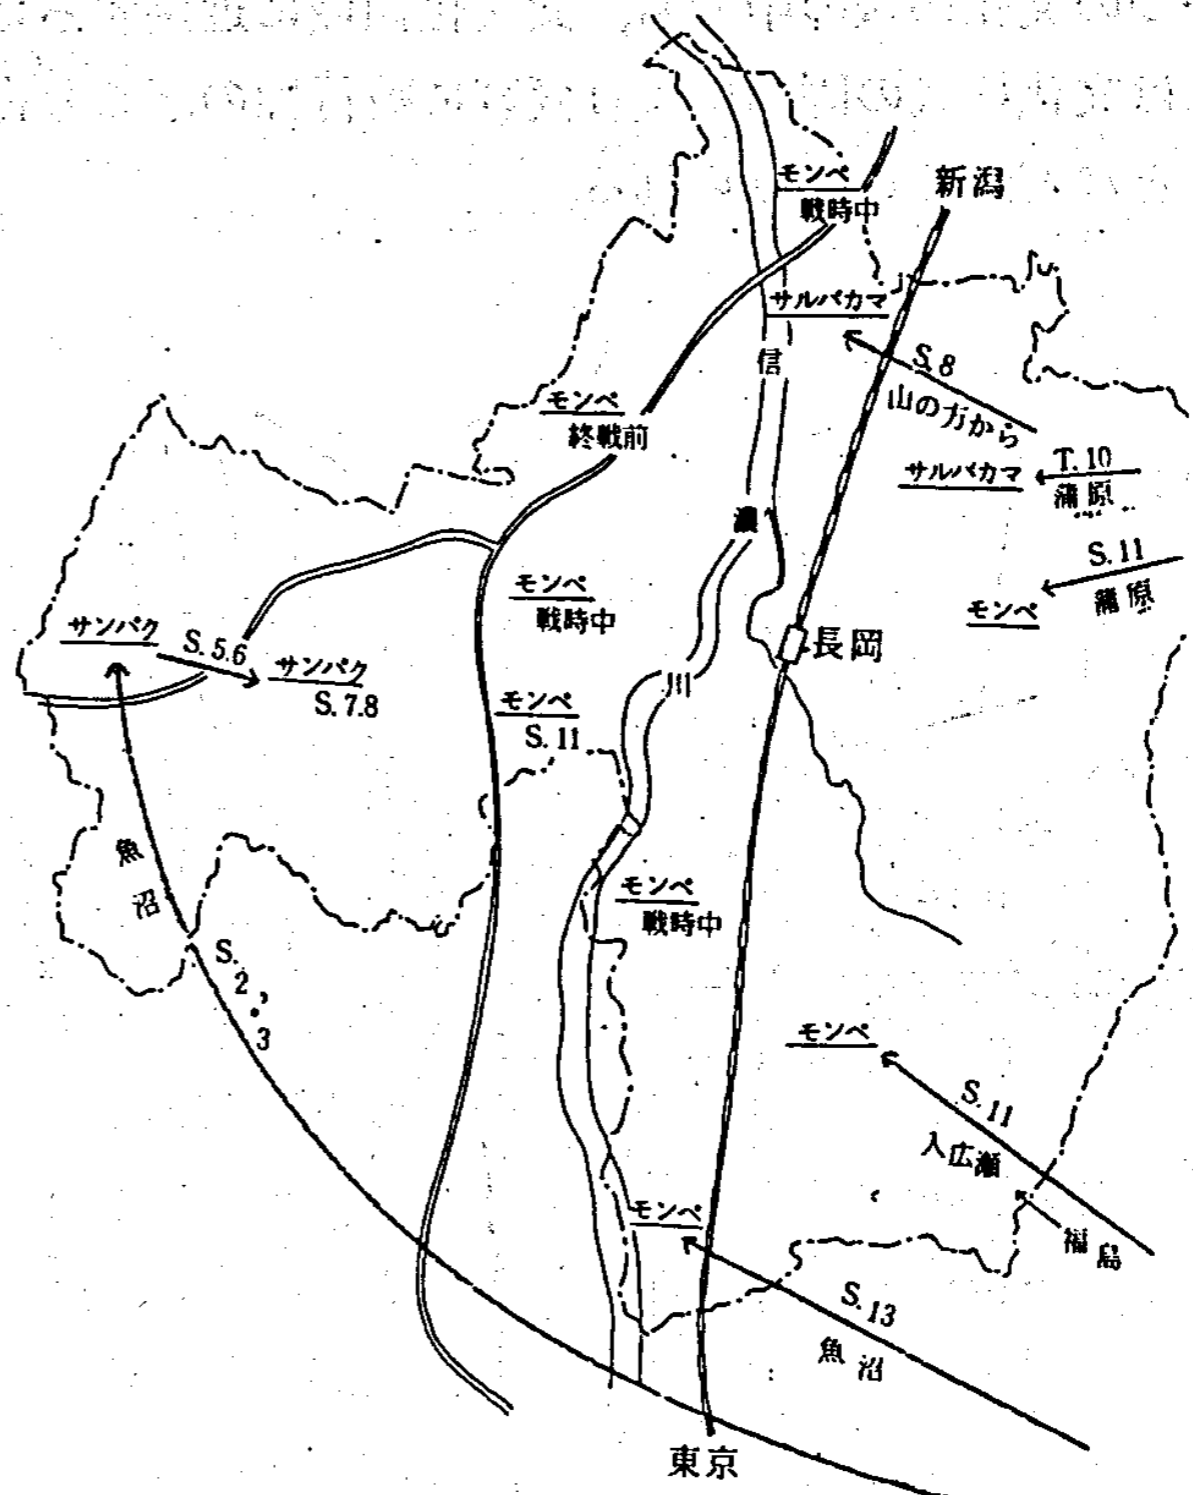 新潟
モンペ
戦時中
サルバカマ
S.8
山の方から
信
モンペ
終戦前
サルバカマ
T.10
蒲原
濃
S.11
蒲原
モンペ
モンペ
戦時中
サンパク
S.5.6
サンパク
S.7.8
長岡
川
モンペ
S.11
魚沼
モンペ
戦時中
S.2,3
モンペ
S.11
入広瀬
福島
モンペ
S.13
魚沼
東京